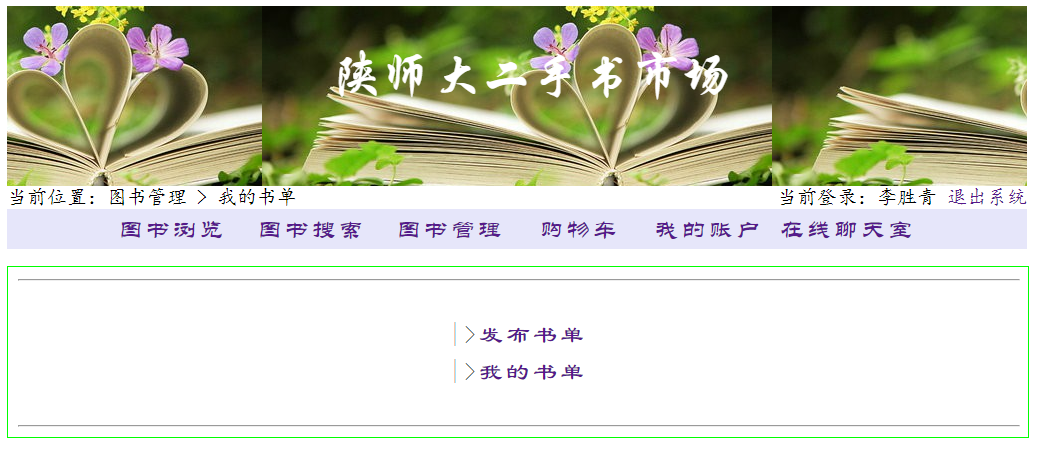 陕师大二手书市场
当前位置：图书管理 > 我的书单 当前登录：李胜青 退出系统
图书浏览 图书搜索 图书管理 购物车 我的账户 在线聊天室
>发布书单
>我的书单